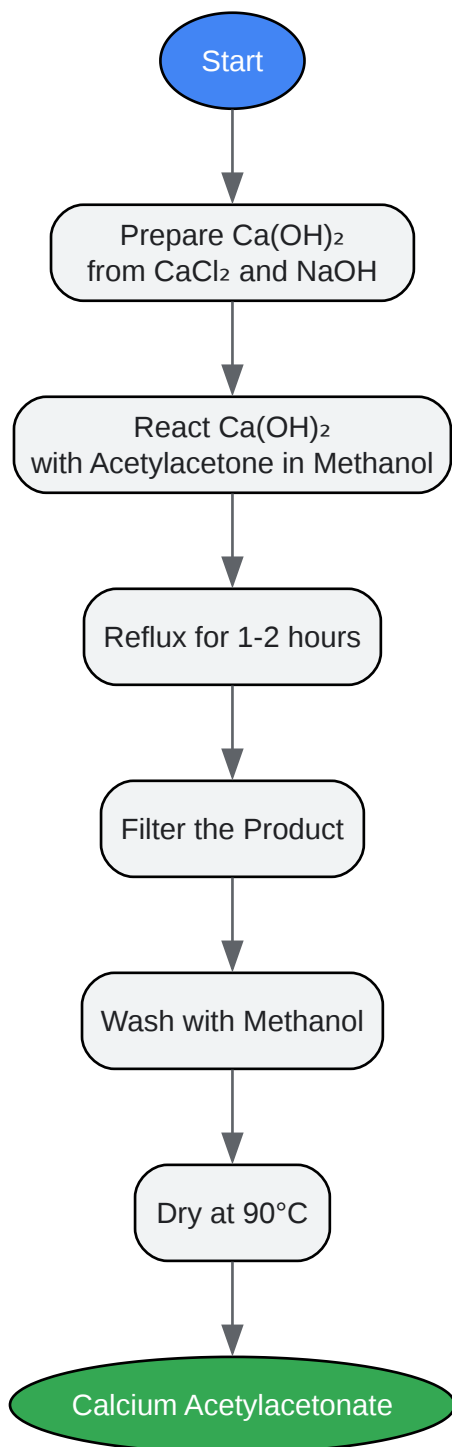 Start
Prepare Ca(OH)₂
from CaCl₂ and NaOH
React Ca(OH)₂
with Acetylacetone in Methanol
Reflux for 1-2 hours
Filter the Product
Wash with Methanol
Dry at 90°C
Calcium Acetylacetonate